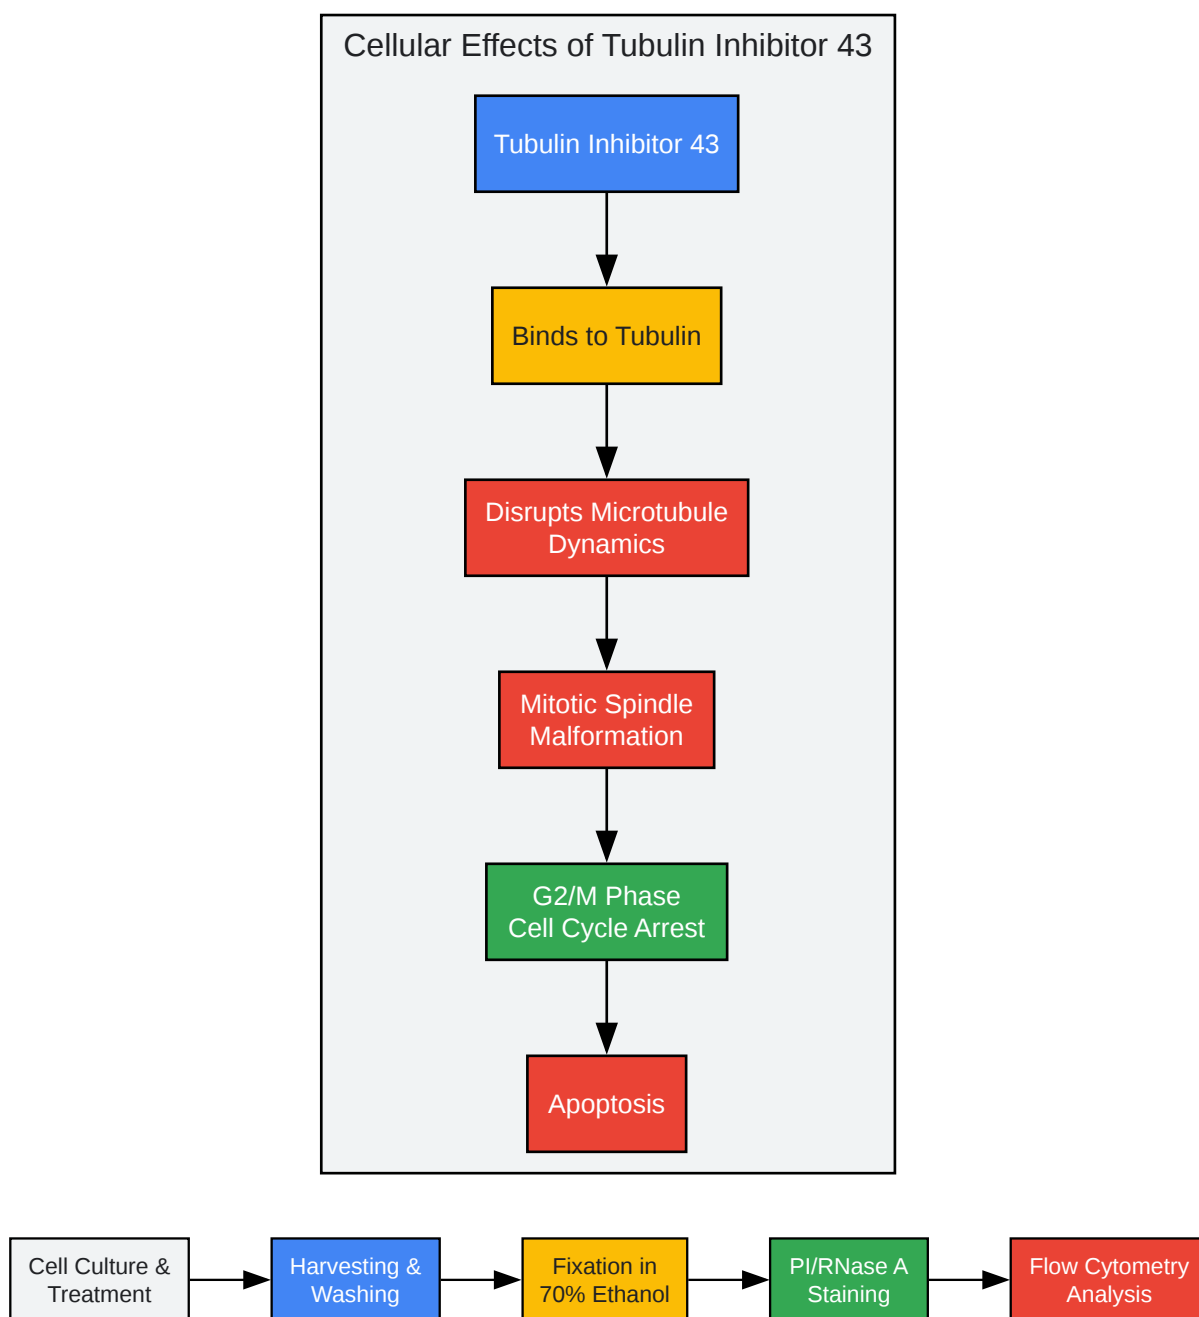 Cellular Effects of Tubulin Inhibitor 43
Tubulin Inhibitor 43
Binds to Tubulin
Disrupts Microtubule
Dynamics
Mitotic Spindle
Malformation
G2/M Phase
Cell Cycle Arrest
Apoptosis
Cell Culture &
Treatment
Harvesting &
Washing
Fixation in
70% Ethanol
PI/RNase A
Staining
Flow Cytometry
Analysis